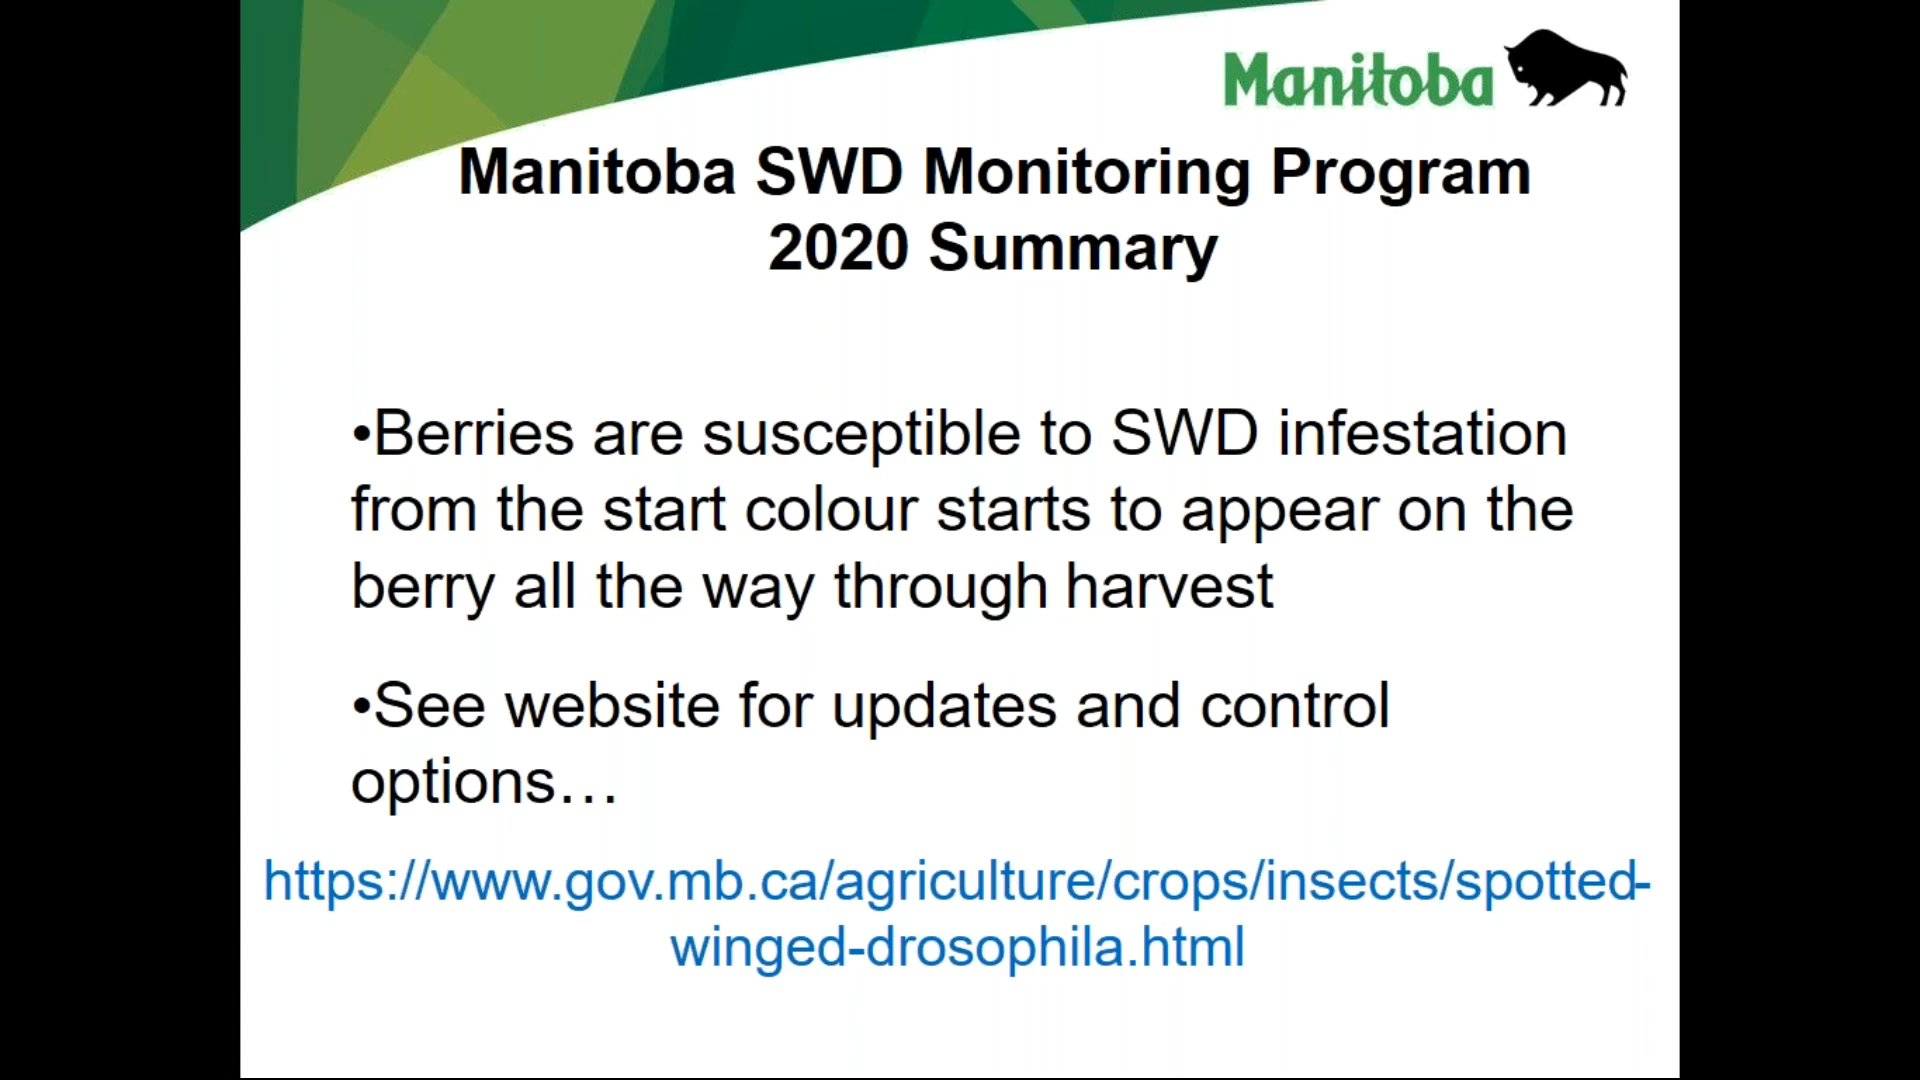 Manitoba
Manitoba SWD Monitoring Program
2020 Summary
•Berries are susceptible to SWD infestation
from the start colour starts to appear on the
berry all the way through harvest
•See website for updates and control
options…
https://www.gov.mb.ca/agriculture/crops/insects/spotted-
winged-drosophila.html